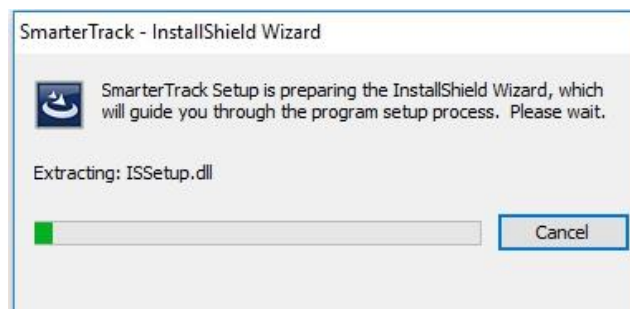 SmarterTrack - InstallShield Wizard
SmarterTrack Setup is preparing the InstallShield Wizard, which
will guide you through the program setup process.  Please wait.
Extracting: ISSetup.dll
Cancel